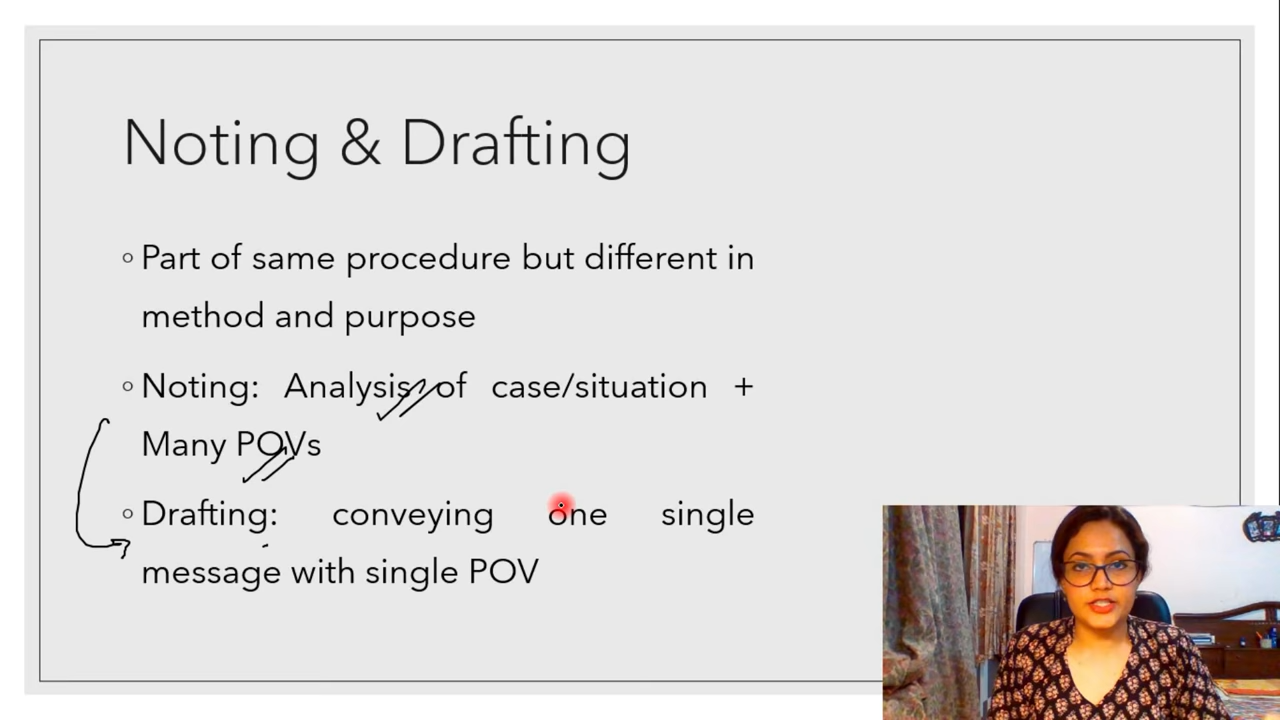 Noting & Drafting
◦ Part of same procedure but different in
method and purpose
◦ Noting: Analysis of case/situation +
Many POVs
◦ Drafting: conveying one single
message with single POV